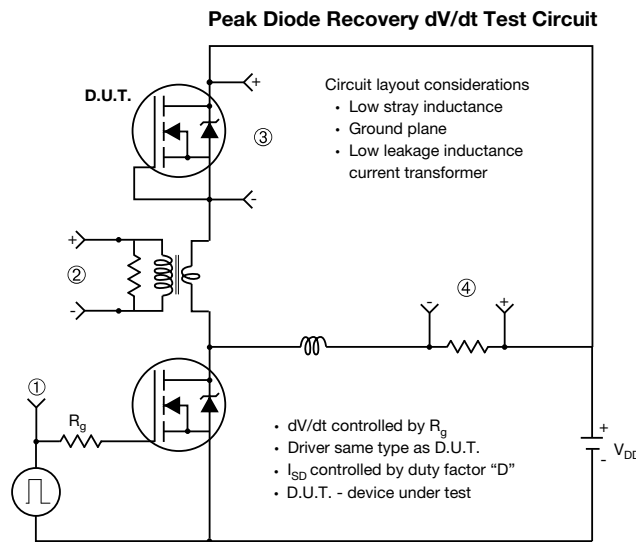 Peak Diode Recovery dV/dt Test Circuit
D.U.T.
+
-
③
Circuit layout considerations
• Low stray inductance
• Ground plane
• Low leakage inductance
current transformer
+
②
-
-
④
+
①
Rg
• dV/dt controlled by Rg
• Driver same type as D.U.T.
• ISD controlled by duty factor “D”
• D.U.T. - device under test
+
-
VDD